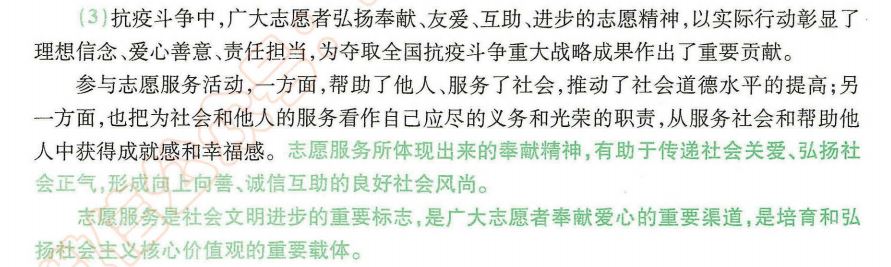 (3)抗疫斗争中,广大志愿者弘扬奉献、友爱、互助、进步的志愿精神,以实际行动彰显了
理想信念、爱心善意、责任担当,为夺取全国抗疫斗争重大战略成果作出了重要贡献。
参与志愿服务活动,一方面,帮助了他人、服务了社会,推动了社会道德水平的提高;另
一方面,也把为社会和他人的服务看作自己应尽的义务和光荣的职责,从服务社会和帮助他
人中获得成就感和幸福感。志愿服务所体现出来的奉献精神,有助于传递社会关爱、弘扬社
会正气,形成向上向善、诚信互助的良好社会风尚。
志愿服务是社会文明进步的重要标志,是广大志愿者奉献爱心的重要渠道,是培育和弘
扬社会主义核心价值观的重要载体。